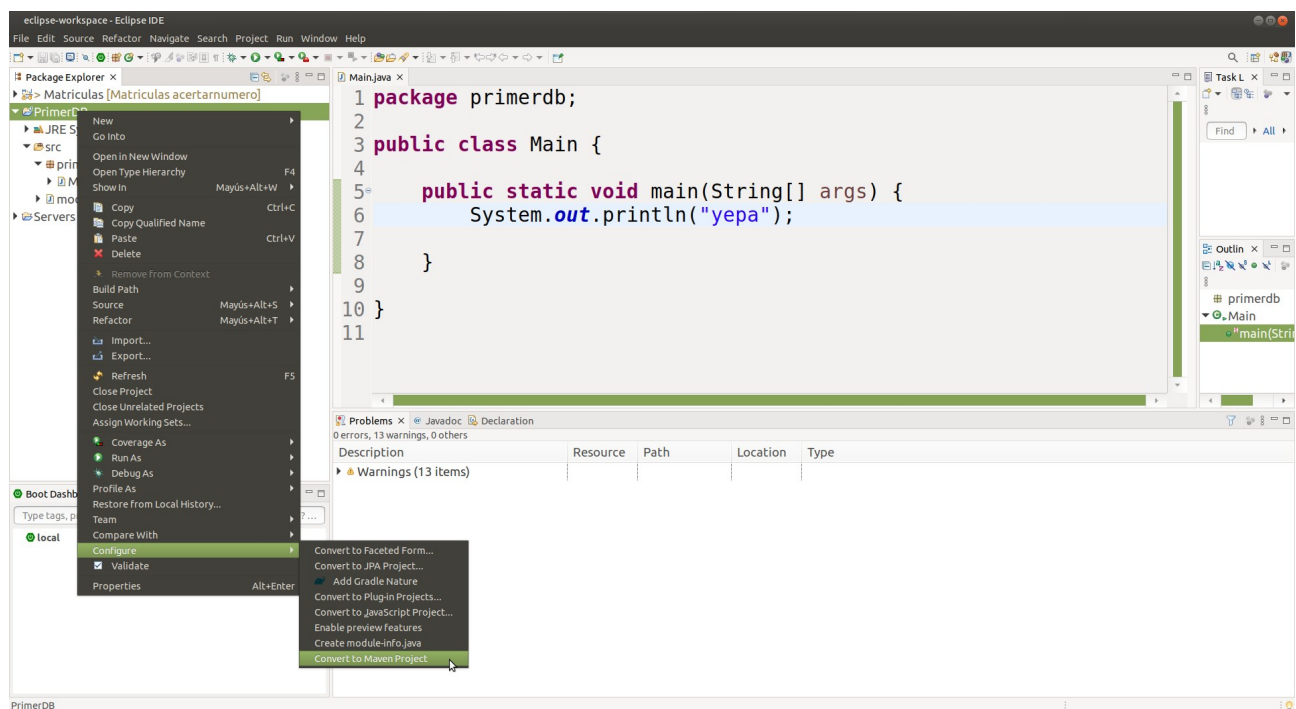 eclipse-workspace - Eclipse IDE
File Edit Source Refactor Navigate Search Project Run Window Help
Package Explorer ×
> Matriculas [Matriculas acertarnumero]
PrimerD
JRE S
src
prin
M
mod
Servers
New
Go Into
Open in New Window
Open Type Hierarchy F4
Show In Mayús+Alt+W
Copy Ctrl+C
Copy Qualified Name
Paste Ctrl+V
Delete
Remove from Context
Build Path
Source Mayús+Alt+S
Refactor Mayús+Alt+T
Import...
Export...
Refresh F5
Close Project
Close Unrelated Projects
Assign Working Sets...
Coverage As
Run As
Debug As
Profile As
Restore from Local History...
Team
Compare With
Configure
Validate
Properties Alt+Enter
Convert to Faceted Form...
Convert to JPA Project...
Add Gradle Nature
Convert to Plug-in Projects...
Convert to JavaScript Project...
Enable preview features
Create module-info.java
Convert to Maven Project
Boot Dashb
Type tags, p
? ...
local
Main.java ×
1 package primerdb;
2
3 public class Main {
4
5 public static void main(String[] args) {
6 System.out.println("yepa");
7
8 }
9
10 }
11
Problems × @ Javadoc Declaration
0 errors, 13 warnings, 0 others
Description Resource Path Location Type
Warnings (13 items)
Task L ×
Find All
Outlin ×
primerdb
Main
main(Stri
PrimerDB